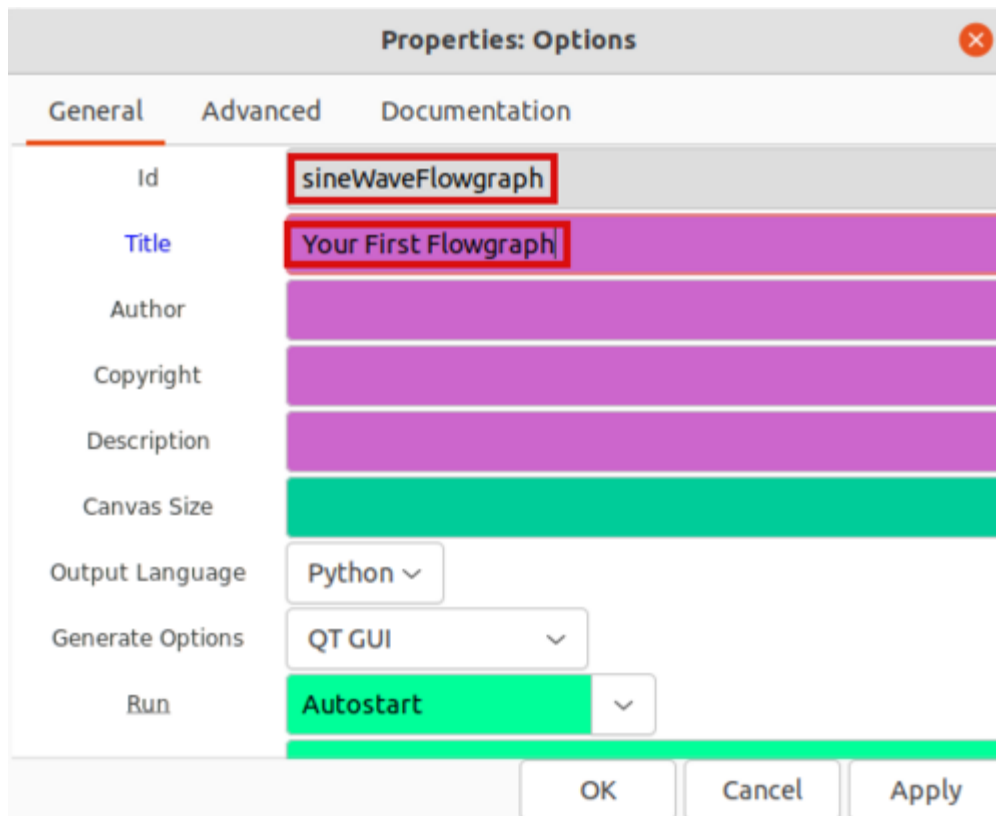 Properties: Options
General Advanced Documentation
Id sineWaveFlowgraph
Title Your First Flowgraph
Author
Copyright
Description
Canvas Size
Output Language Python
Generate Options QT GUI
Run Autostart
OK Cancel Apply